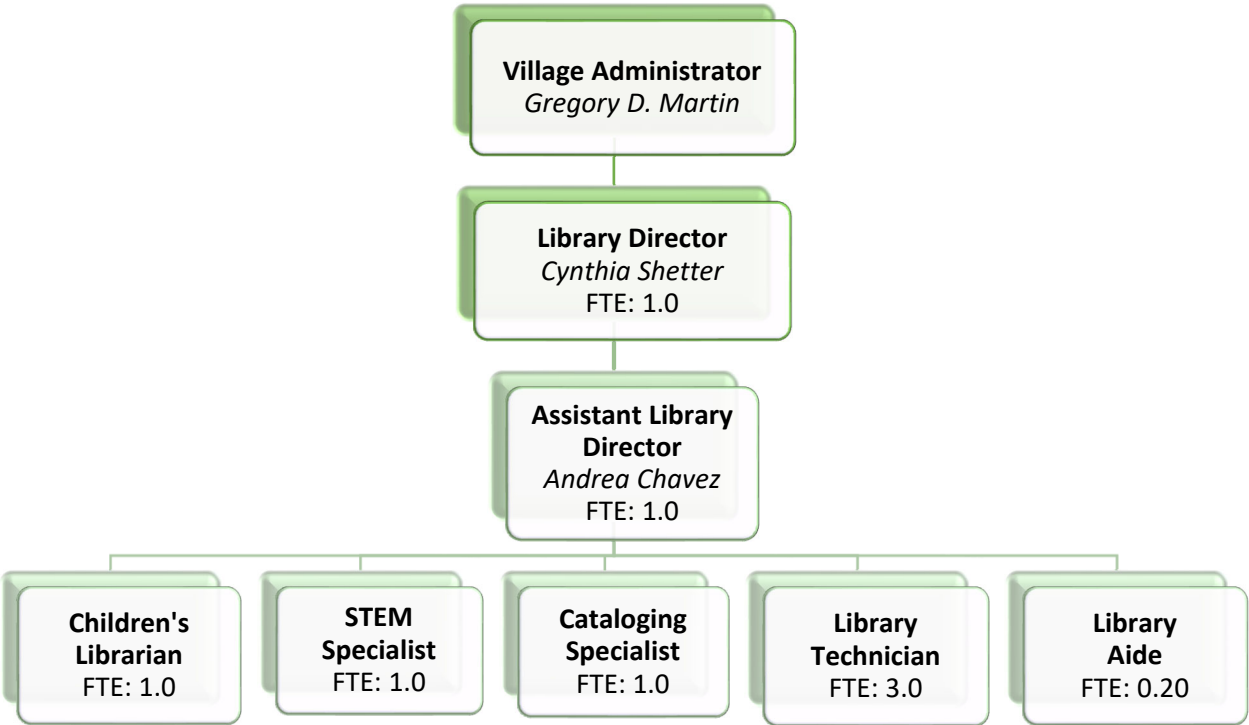 Village Administrator
Gregory D. Martin
Library Director
Cynthia Shetter
FTE: 1.0
Assistant Library
Director
Andrea Chavez
FTE: 1.0
Children's
Librarian
FTE: 1.0
STEM
Specialist
FTE: 1.0
Cataloging
Specialist
FTE: 1.0
Library
Technician
FTE: 3.0
Library
Aide
FTE: 0.20